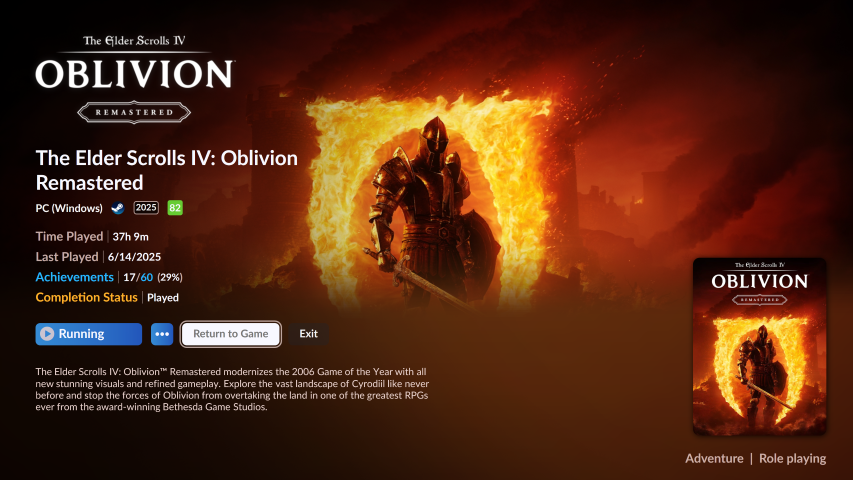 The Elder Scrolls IV
OBLIVION
REMASTERED
The Elder Scrolls IV: Oblivion
Remastered
PC (Windows) 2025 82
Time Played | 37h 9m
Last Played | 6/14/2025
Achievements | 17/60 (29%)
Completion Status | Played
Running ••• Return to Game Exit
The Elder Scrolls IV: Oblivion™ Remastered modernizes the 2006 Game of the Year with all
new stunning visuals and refined gameplay. Explore the vast landscape of Cyrodiil like never
before and stop the forces of Oblivion from overtaking the land in one of the greatest RPGs
ever from the award-winning Bethesda Game Studios.
The Elder Scrolls IV
OBLIVION
REMASTERED
Adventure | Role playing